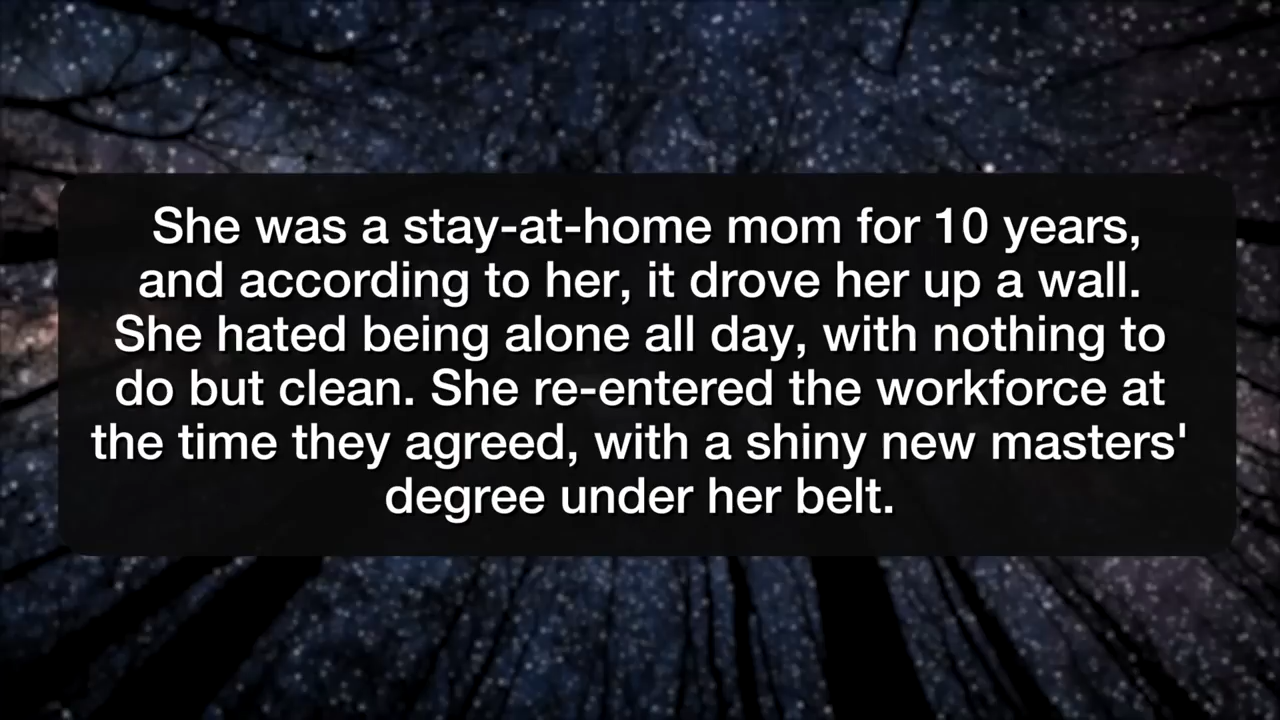 She was a stay-at-home mom for 10 years,
and according to her, it drove her up a wall.
She hated being alone all day, with nothing to
do but clean. She re-entered the workforce at
the time they agreed, with a shiny new masters'
degree under her belt.